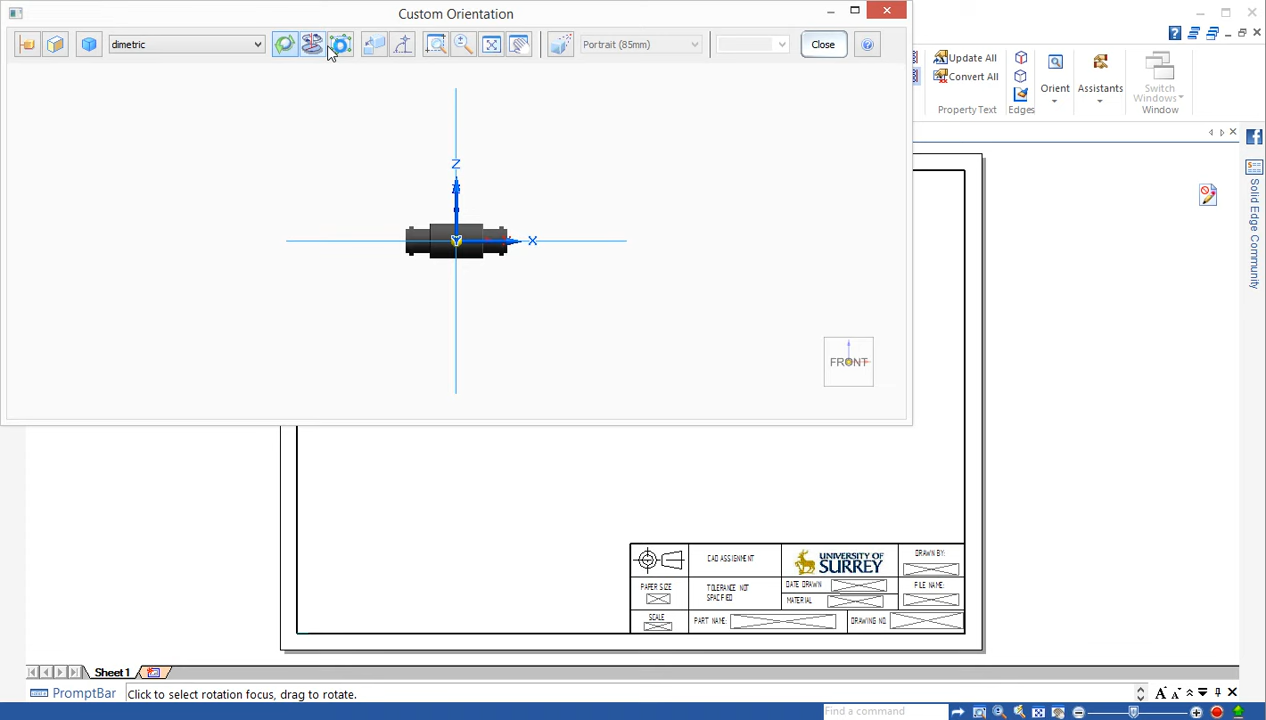 Custom Orientation
dimetric
Portrait (85mm)
Close
Z
X
Y
FRONT
Update All
Convert All
Property Text
Edges
Orient
Assistants
Switch
Windows
Window
Solid Edge Community
CAD ASSIGNMENT
UNIVERSITY OF
SURREY
DRAWN BY:
PAPER SIZE
TOLERANCE NOT
SPECIFIED
DATE DRAWN
MATERIAL
FILE NAME:
SCALE
PART NAME:
DRAWING NO.
Sheet1
PromptBar
Click to select rotation focus, drag to rotate.
Find a command